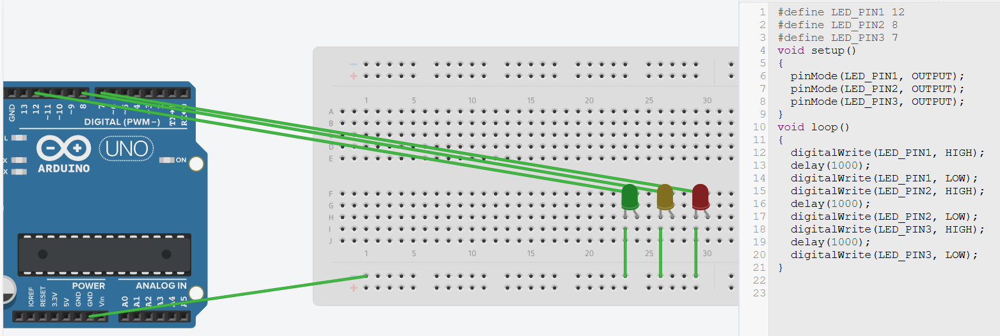 GND
13
12
~11
~10
~9
8
7
4
DIGITAL (PWM~)
L
UNO
ON
X
X
ARDUINO
POWER
ANALOG IN
IOREF
RESET
3.3V
5V
GND
GND
Vin
A0
A1
A2
A3
A4
A5
− 
+
1 5 10 15 20 25 30
A
B
D
E
F
G
H
I
J
1 5 10 15 20 25 30
+
1 #define LED_PIN1 12
2 #define LED_PIN2 8
3 #define LED_PIN3 7
4 void setup()
5 {
6 pinMode(LED_PIN1, OUTPUT);
7 pinMode(LED_PIN2, OUTPUT);
8 pinMode(LED_PIN3, OUTPUT);
9 }
10 void loop()
11 {
12 digitalWrite(LED_PIN1, HIGH);
13 delay(1000);
14 digitalWrite(LED_PIN1, LOW);
15 digitalWrite(LED_PIN2, HIGH);
16 delay(1000);
17 digitalWrite(LED_PIN2, LOW);
18 digitalWrite(LED_PIN3, HIGH);
19 delay(1000);
20 digitalWrite(LED_PIN3, LOW);
21 }
22
23